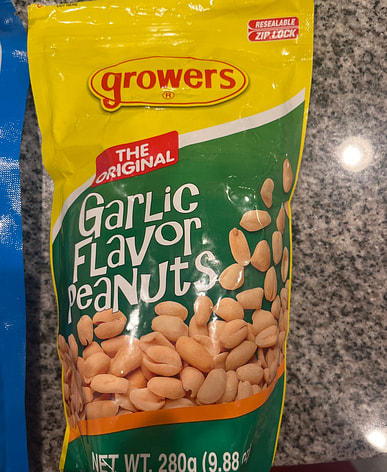 RESEALABLE
ZIP LOCK
growers
®
THE
ORIGINAL
GaRLic
FLaVoR
PeaNUtS
NET WT. 280g (9.88